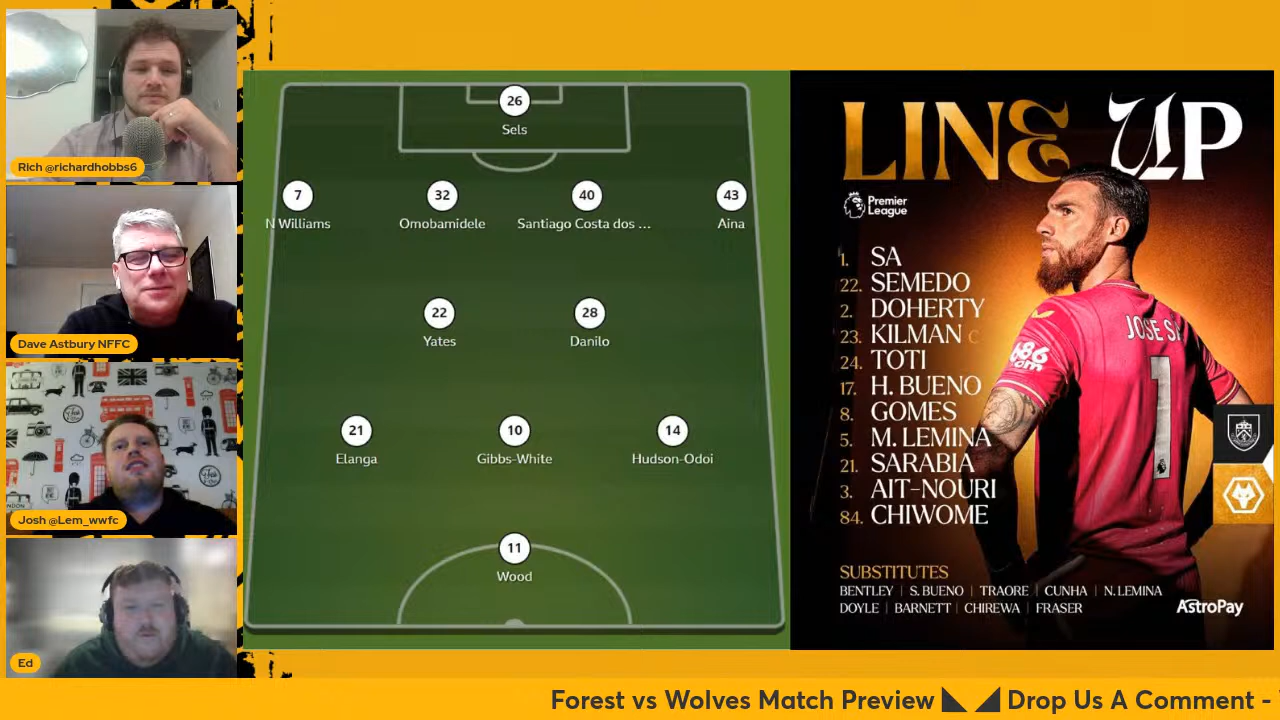 Rich @richardhobbs6
Dave Astbury NFFC
Josh @Lem_wwfc
Ed
26
Sels
7
N Williams
32
Omobamidele
40
Santiago Costa dos ...
43
Aina
22
Yates
28
Danilo
21
Elanga
10
Gibbs-White
14
Hudson-Odoi
11
Wood
LINE UP
Premier
League
1. SA
22. SEMEDO
2. DOHERTY
23. KILMAN C
24. TOTI
17. H. BUENO
8. GOMES
5. M. LEMINA
21. SARABIA
3. AIT-NOURI
84. CHIWOME
JOSE SA
1
SUBSTITUTES
BENTLEY | S. BUENO | TRAORE | CUNHA | N. LEMINA
DOYLE | BARNETT | CHIREWA | FRASER
AstroPay
Forest vs Wolves Match Preview ◣ ◢ Drop Us A Comment -